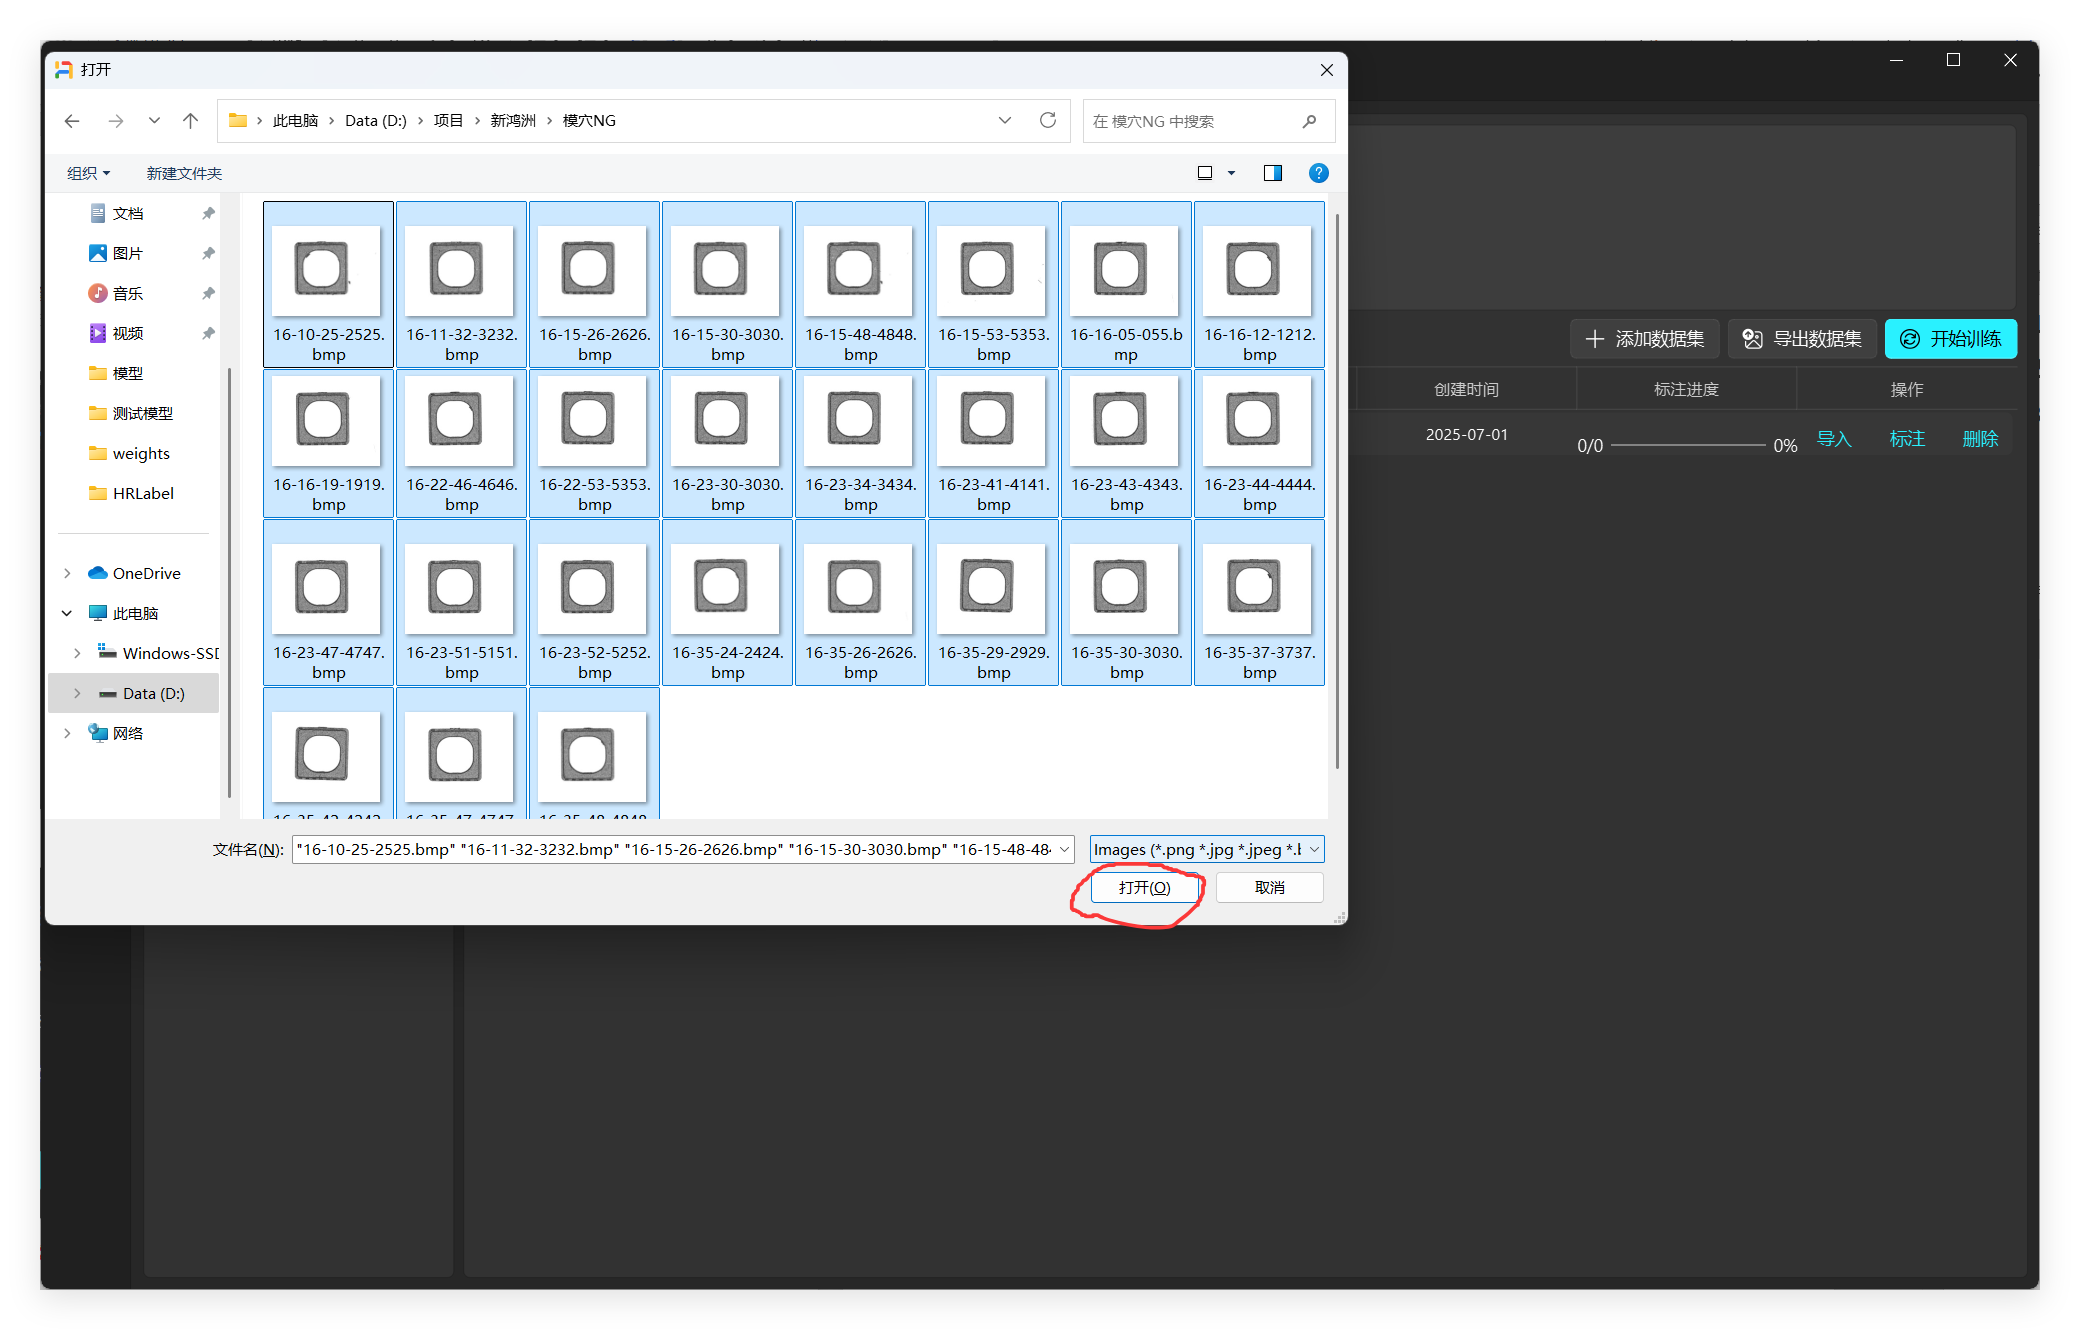 打开
此电脑 Data (D:) 项目 新鸿洲 模穴NG
在 模穴NG 中搜索
组织
新建文件夹
文档
图片
音乐
视频
模型
测试模型
weights
HRLabel
OneDrive
此电脑
Windows-SSD
Data (D:)
网络
16-10-25-2525.bmp
16-11-32-3232.bmp
16-15-26-2626.bmp
16-15-30-3030.bmp
16-15-48-4848.bmp
16-15-53-5353.bmp
16-16-05-055.bmp
16-16-12-1212.bmp
16-16-19-1919.bmp
16-22-46-4646.bmp
16-22-53-5353.bmp
16-23-30-3030.bmp
16-23-34-3434.bmp
16-23-41-4141.bmp
16-23-43-4343.bmp
16-23-44-4444.bmp
16-23-47-4747.bmp
16-23-51-5151.bmp
16-23-52-5252.bmp
16-35-24-2424.bmp
16-35-26-2626.bmp
16-35-29-2929.bmp
16-35-30-3030.bmp
16-35-37-3737.bmp
文件名(N):
"16-10-25-2525.bmp" "16-11-32-3232.bmp" "16-15-26-2626.bmp" "16-15-30-3030.bmp" "16-15-48-48
Images (*.png *.jpg *.jpeg *.b
打开(O)
取消
添加数据集
导出数据集
开始训练
创建时间
标注进度
操作
2025-07-01
0/0
0%
导入
标注
删除